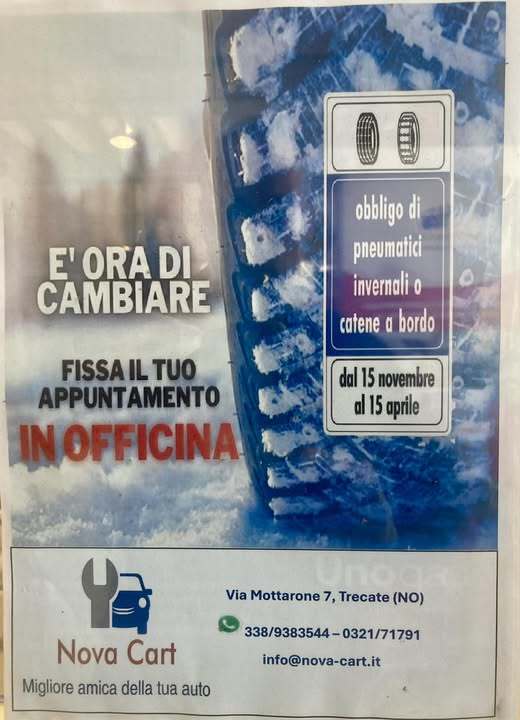 E' ORA DI
CAMBIARE
FISSA IL TUO
APPUNTAMENTO
IN OFFICINA
obbligo di
pneumatici
invernali o
catene a bordo
dal 15 novembre
al 15 aprile
Nova Cart
Migliore amica della tua auto
Via Mottarone 7, Trecate (NO)
338/9383544 – 0321/71791
info@nova-cart.it